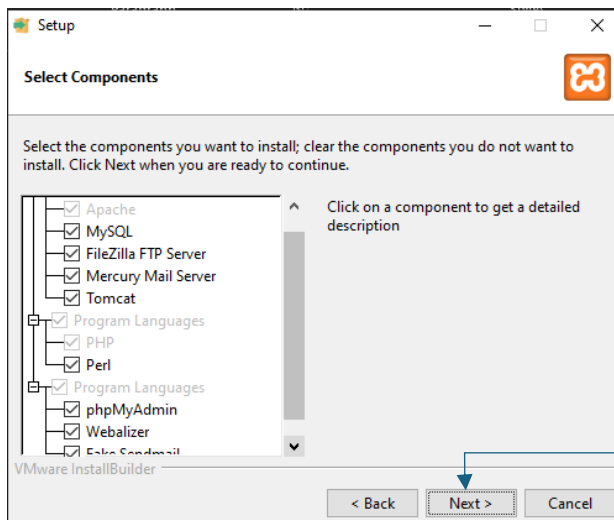 Setup
Select Components
Select the components you want to install; clear the components you do not want to
install. Click Next when you are ready to continue.
Apache
MySQL
FileZilla FTP Server
Mercury Mail Server
Tomcat
Program Languages
PHP
Perl
Program Languages
phpMyAdmin
Webalizer
Fake Sendmail
Click on a component to get a detailed
description
VMware InstallBuilder
< Back
Next >
Cancel